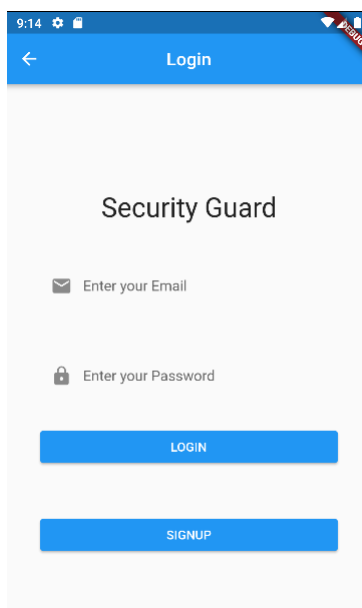 9:14
DEBUG
Login
Security Guard
Enter your Email
Enter your Password
LOGIN
SIGNUP